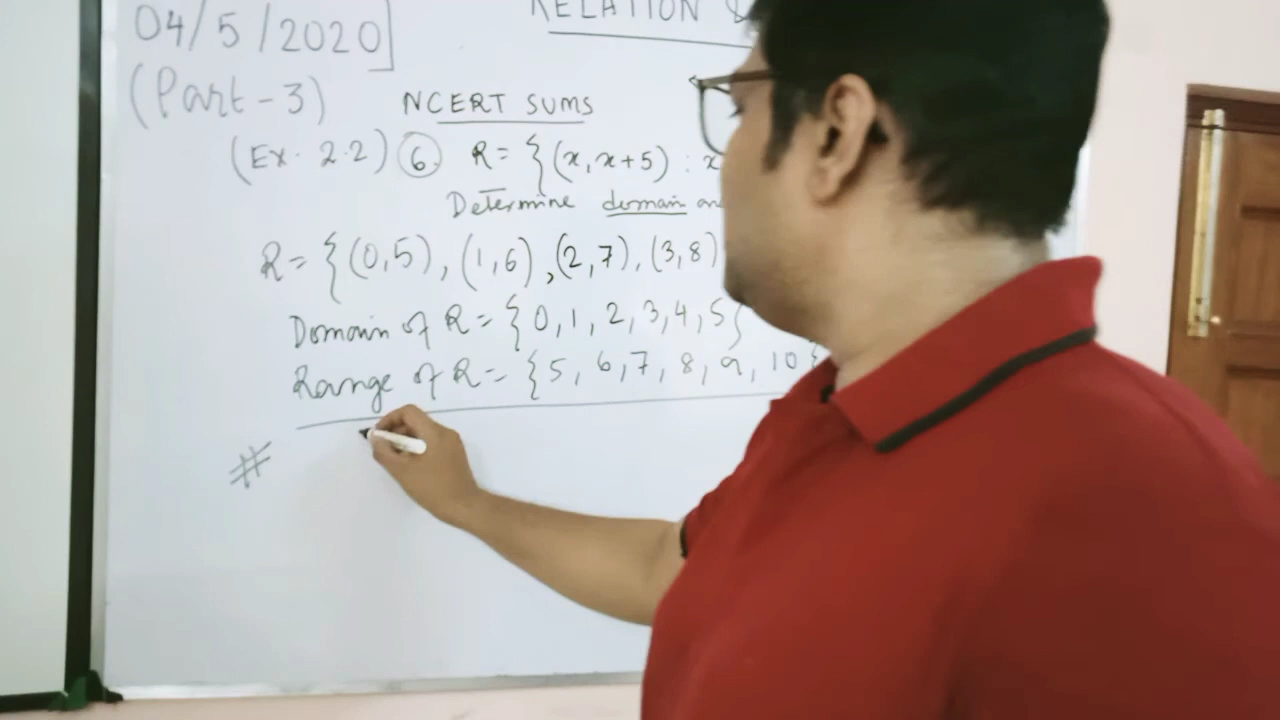 04/5/2020]
RELATION &
(Part-3)
NCERT SUMS
(Ex. 2.2) 6. R= {(x, x+5) : x
Determine domain an
R= {(0,5), (1,6), (2,7), (3,8)
Domain of R= {0, 1, 2, 3, 4, 5}
Range of R= {5, 6, 7, 8, 9, 10}
#